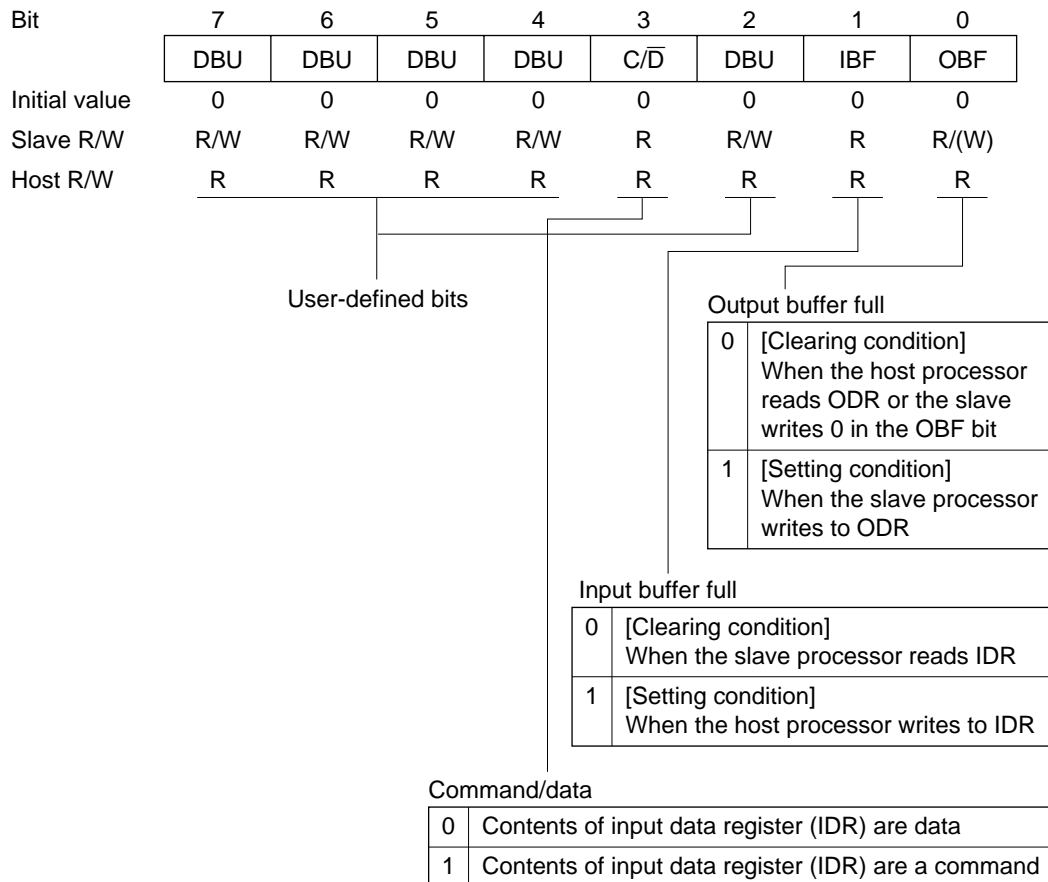 Bit 7 6 5 4 3 2 1 0
DBU DBU DBU DBU C/D̅ DBU IBF OBF
Initial value 0 0 0 0 0 0 0 0
Slave R/W R/W R/W R/W R/W R R/W R R/(W)
Host R/W R R R R R R R R
User-defined bits
Output buffer full
0 [Clearing condition]
When the host processor
reads ODR or the slave
writes 0 in the OBF bit
1 [Setting condition]
When the slave processor
writes to ODR
Input buffer full
0 [Clearing condition]
When the slave processor reads IDR
1 [Setting condition]
When the host processor writes to IDR
Command/data
0 Contents of input data register (IDR) are data
1 Contents of input data register (IDR) are a command